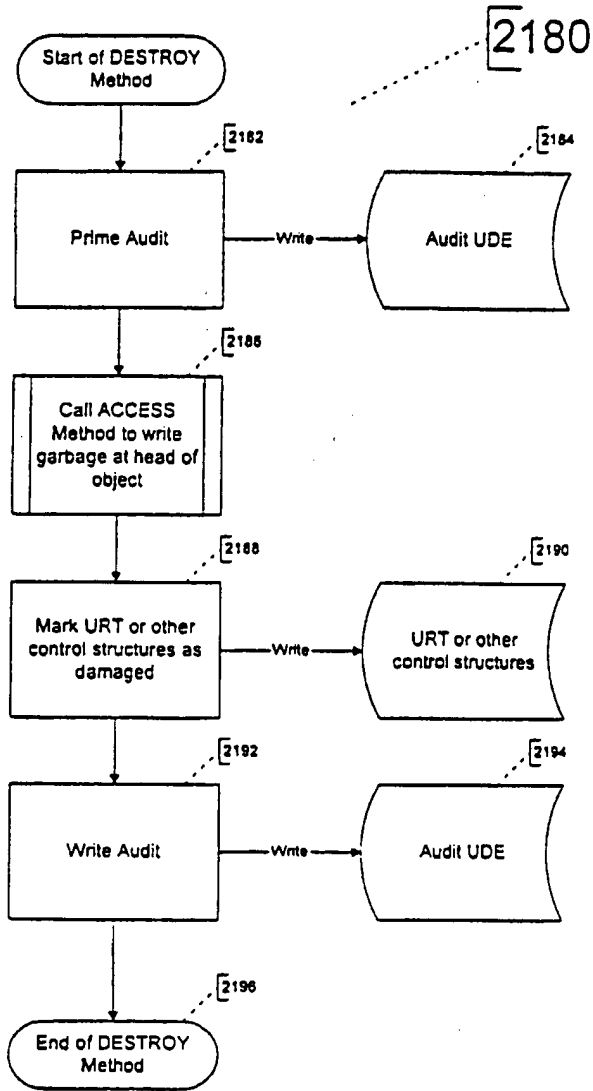 2180
Start of DESTROY
Method
2182
2184
Prime Audit
Write
Audit UDE
2186
Call ACCESS
Method to write
garbage at head of
object
2188
2190
Mark URT or other
control structures as
damaged
Write
URT or other
control structures
2192
2194
Write Audit
Write
Audit UDE
2196
End of DESTROY
Method